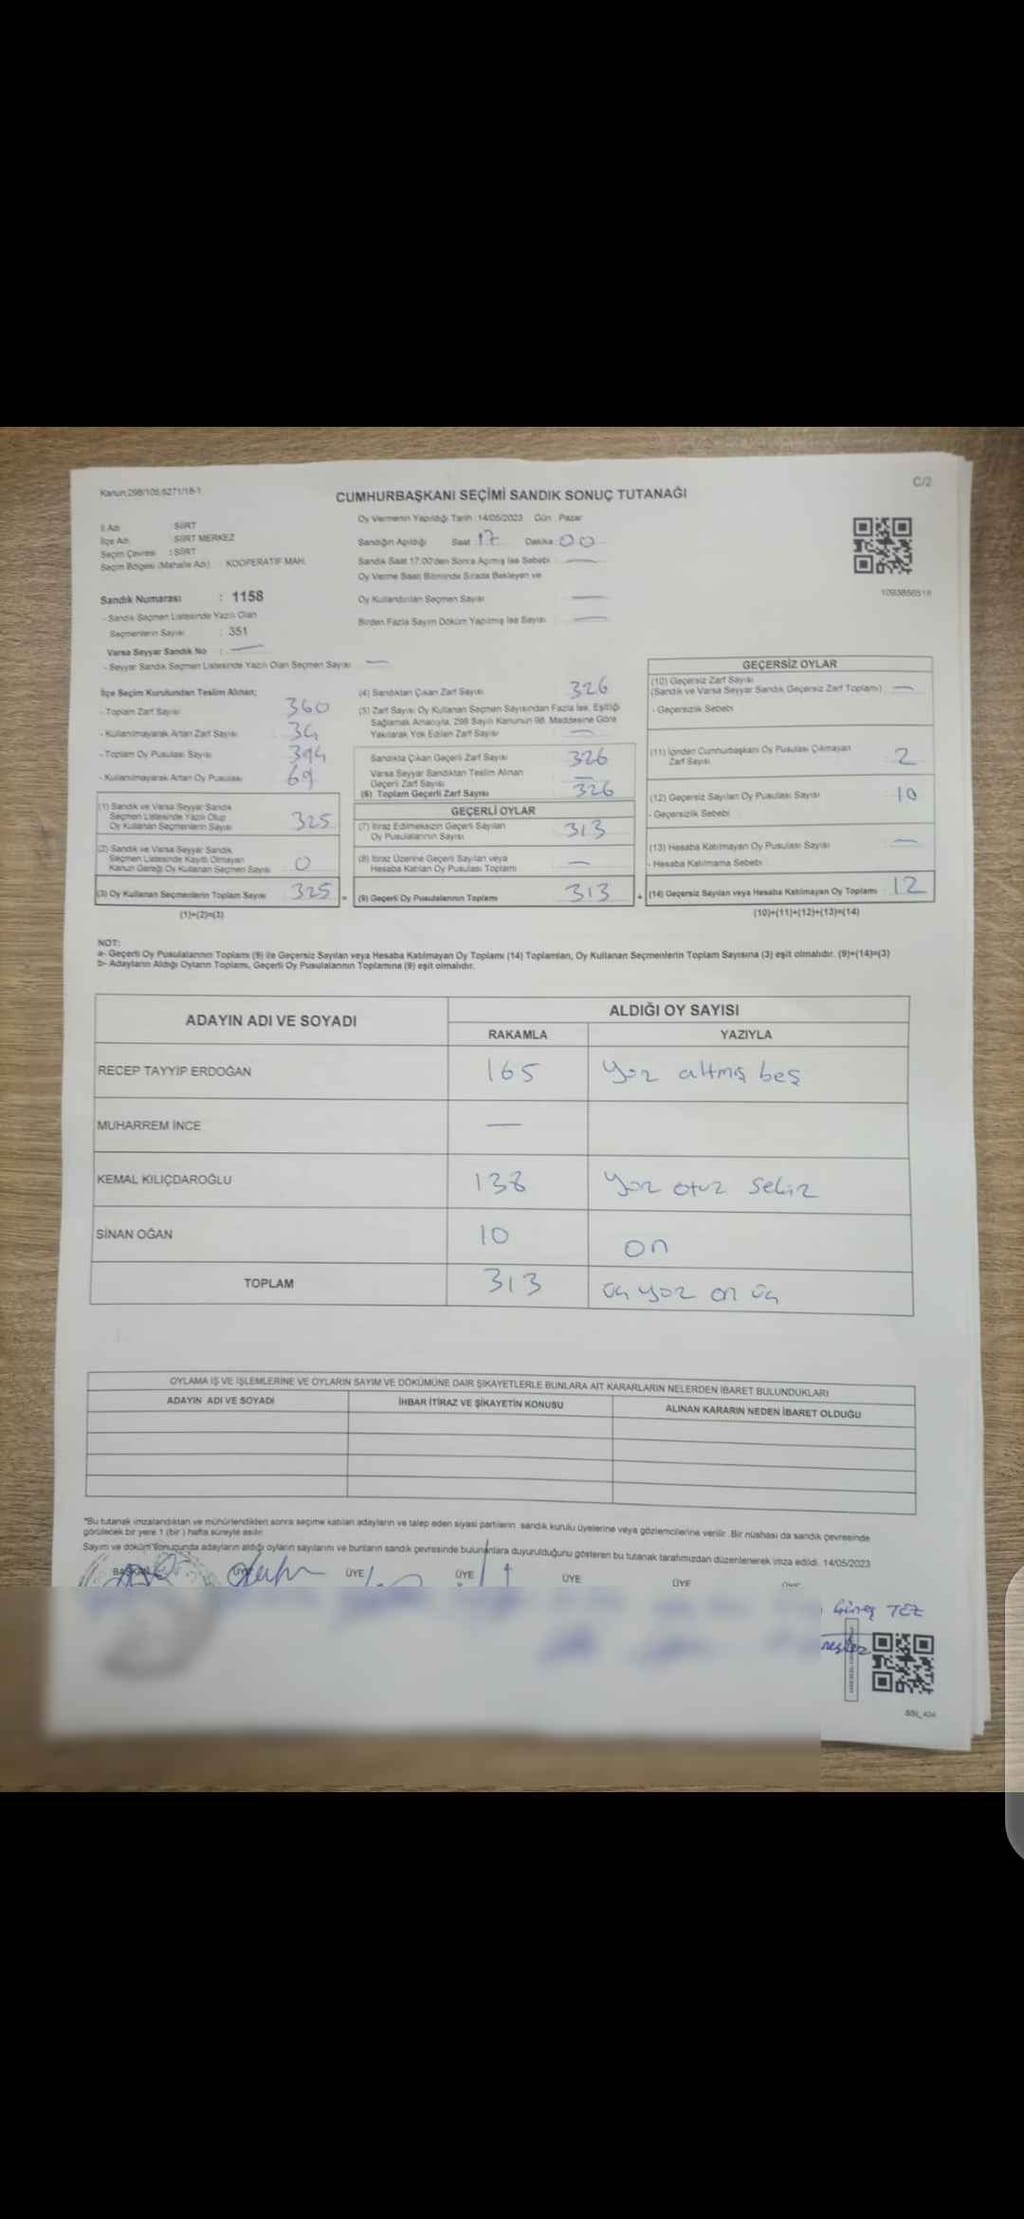 Kanun:298/105,6271/18-1
C/2
CUMHURBAŞKANI SEÇİMİ SANDIK SONUÇ TUTANAĞI
İl Adı : SİİRT
İlçe Adı : SİİRT MERKEZ
Seçim Çevresi : SİİRT
Seçim Bölgesi (Mahalle Adı) : KOOPERATİF MAH.
Oy Vermenin Yapıldığı Tarih :14/05/2023 Gün : Pazar
Sandığın Açıldığı Saat : 17 Dakika : 00
Sandık Saat 17:00'den Sonra Açılmış İse Sebebi : —
Oy Verme Saati Bitiminde Sırada Bekleyen ve
Oy Kullandırılan Seçmen Sayısı —
Birden Fazla Sayım Döküm Yapılmış İse Sayısı —
Sandık Numarası : 1158
- Sandık Seçmen Listesinde Yazılı Olan
Seçmenlerin Sayısı : 351
Varsa Seyyar Sandık No : —
- Seyyar Sandık Seçmen Listesinde Yazılı Olan Seçmen Sayısı —
İlçe Seçim Kurulundan Teslim Alınan;
- Toplam Zarf Sayısı 360
- Kullanılmayarak Artan Zarf Sayısı 34
- Toplam Oy Pusulası Sayısı 394
- Kullanılmayarak Artan Oy Pusulası 69
(1) Sandık ve Varsa Seyyar Sandık
Seçmen Listesinde Yazılı Olup
Oy Kullanan Seçmenlerin Sayısı 325
(2) Sandık ve Varsa Seyyar Sandık
Seçmen Listesinde Kayıtlı Olmayan
Kanun Gereği Oy Kullanan Seçmen Sayısı 0
(3) Oy Kullanan Seçmenlerin Toplam Sayısı 325 =
(1)+(2)=(3)
(4) Sandıktan Çıkan Zarf Sayısı 326
(5) Zarf Sayısı Oy Kullanan Seçmen Sayısından Fazla İse, Eşitliği
Sağlamak Amacıyla, 298 Sayılı Kanunun 98. Maddesine Göre
Yakılarak Yok Edilen Zarf Sayısı —
Sandıkta Çıkan Geçerli Zarf Sayısı 326
Varsa Seyyar Sandıktan Teslim Alınan
Geçerli Zarf Sayısı —
(6) Toplam Geçerli Zarf Sayısı 326
GEÇERLİ OYLAR
(7) İtiraz Edilmeksizin Geçerli Sayılan
Oy Pusulalarının Sayısı 313
(8) İtiraz Üzerine Geçerli Sayılan veya
Hesaba Katılan Oy Pusulası Toplamı —
(9) Geçerli Oy Pusulalarının Toplamı 313 +
GEÇERSİZ OYLAR
(10) Geçersiz Zarf Sayısı
(Sandık ve Varsa Seyyar Sandık Geçersiz Zarf Toplamı) —
- Geçersizlik Sebebi
(11) İçinden Cumhurbaşkanı Oy Pusulası Çıkmayan
Zarf Sayısı 2
(12) Geçersiz Sayılan Oy Pusulası Sayısı 10
- Geçersizlik Sebebi
(13) Hesaba Katılmayan Oy Pusulası Sayısı —
- Hesaba Katılmama Sebebi
(14) Geçersiz Sayılan veya Hesaba Katılmayan Oy Toplamı : 12
(10)+(11)+(12)+(13)=(14)
NOT:
a- Geçerli Oy Pusulalarının Toplamı (9) ile Geçersiz Sayılan veya Hesaba Katılmayan Oy Toplamı (14) Toplamları, Oy Kullanan Seçmenlerin Toplam Sayısına (3) eşit olmalıdır. (9)+(14)=(3)
b- Adayların Aldığı Oyların Toplamı, Geçerli Oy Pusulalarının Toplamına (9) eşit olmalıdır.
ADAYIN ADI VE SOYADI
ALDIĞI OY SAYISI
RAKAMLA YAZIYLA
RECEP TAYYİP ERDOĞAN 165 yüz altmış beş
MUHARREM İNCE —
KEMAL KILIÇDAROĞLU 138 yüz otuz sekiz
SİNAN OĞAN 10 on
TOPLAM 313 üç yüz on üç
OYLAMA İŞ VE İŞLEMLERİNE VE OYLARIN SAYIM VE DÖKÜMÜNE DAİR ŞİKAYETLERLE BUNLARA AİT KARARLARIN NELERDEN İBARET BULUNDUKLARI
ADAYIN ADI VE SOYADI İHBAR İTİRAZ VE ŞİKAYETİN KONUSU ALINAN KARARIN NEDEN İBARET OLDUĞU
*Bu tutanak imzalandıktan ve mühürlendikten sonra seçime katılan adayların ve talep eden siyasi partilerin sandık kurulu üyelerine veya gözlemcilerine verilir. Bir nüshası da sandık çevresinde
görülecek bir yere 1 (bir ) hafta süreyle asılır.
Sayım ve döküm sonucunda adayların aldığı oyların sayılarını ve bunların sandık çevresinde bulunanlara duyurulduğunu gösteren bu tutanak tarafımızdan düzenlenerek imza edildi. 14/05/2023
BAŞKAN ÜYE ÜYE ÜYE ÜYE
Güneş TEZ